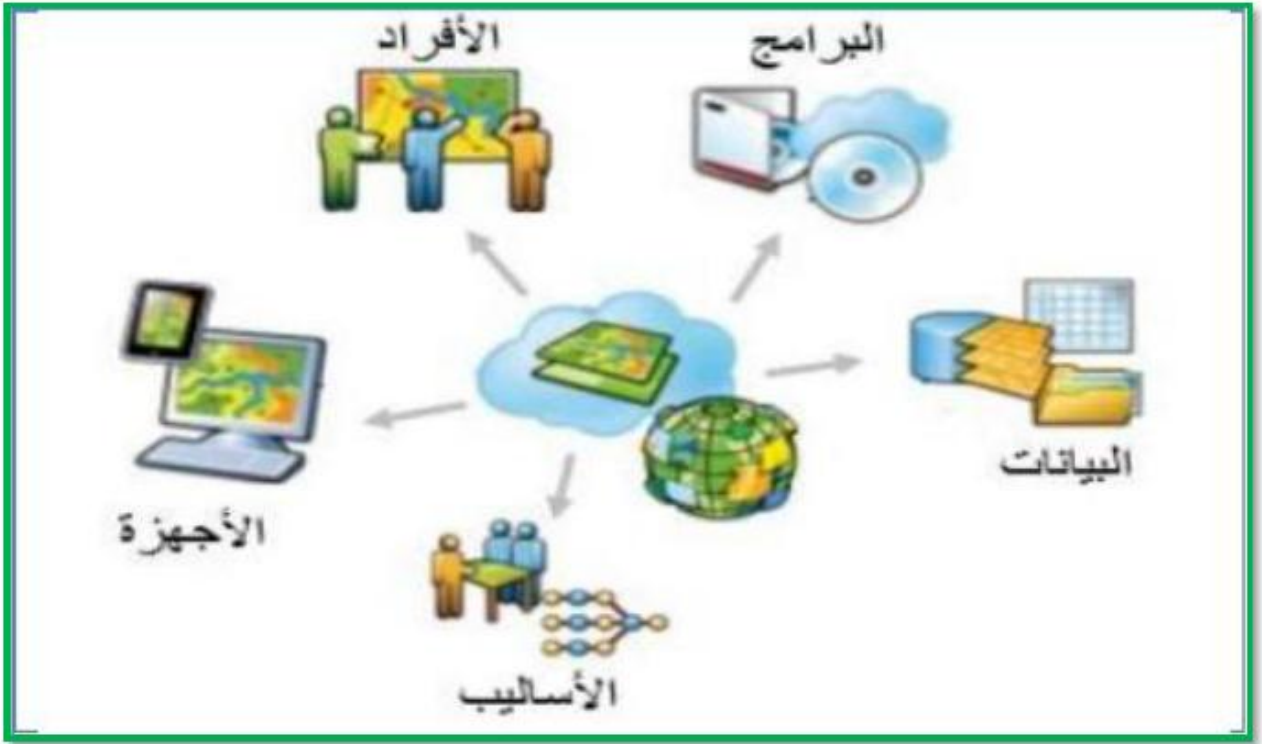 البرامج
الأفراد
البيانات
الأجهزة
الأساليب